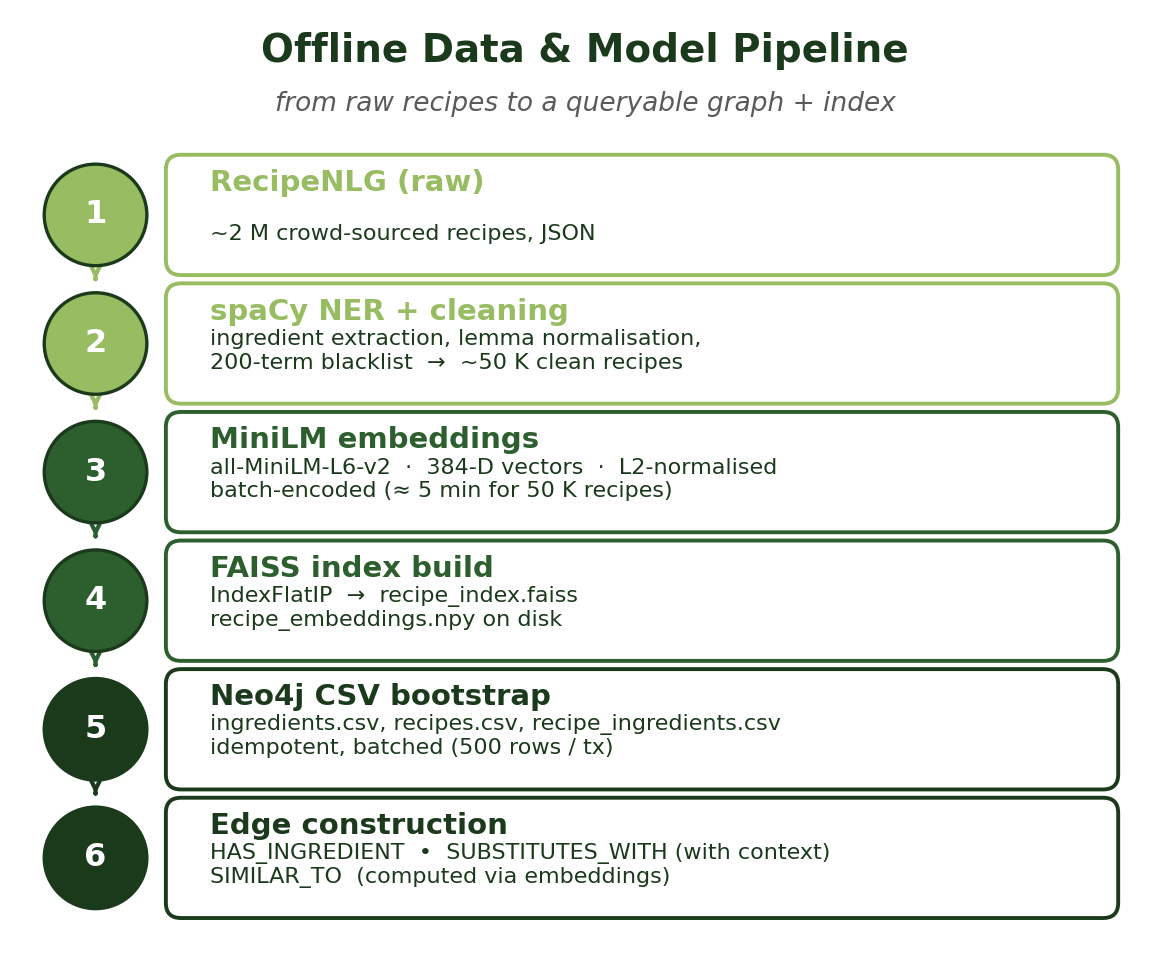 Offline Data & Model Pipeline
from raw recipes to a queryable graph + index
1
RecipeNLG (raw)
~2 M crowd-sourced recipes, JSON
2
spaCy NER + cleaning
ingredient extraction, lemma normalisation,
200-term blacklist → ~50 K clean recipes
3
MiniLM embeddings
all-MiniLM-L6-v2 · 384-D vectors · L2-normalised
batch-encoded (≈ 5 min for 50 K recipes)
4
FAISS index build
IndexFlatIP → recipe_index.faiss
recipe_embeddings.npy on disk
5
Neo4j CSV bootstrap
ingredients.csv, recipes.csv, recipe_ingredients.csv
idempotent, batched (500 rows / tx)
6
Edge construction
HAS_INGREDIENT • SUBSTITUTES_WITH (with context)
SIMILAR_TO (computed via embeddings)